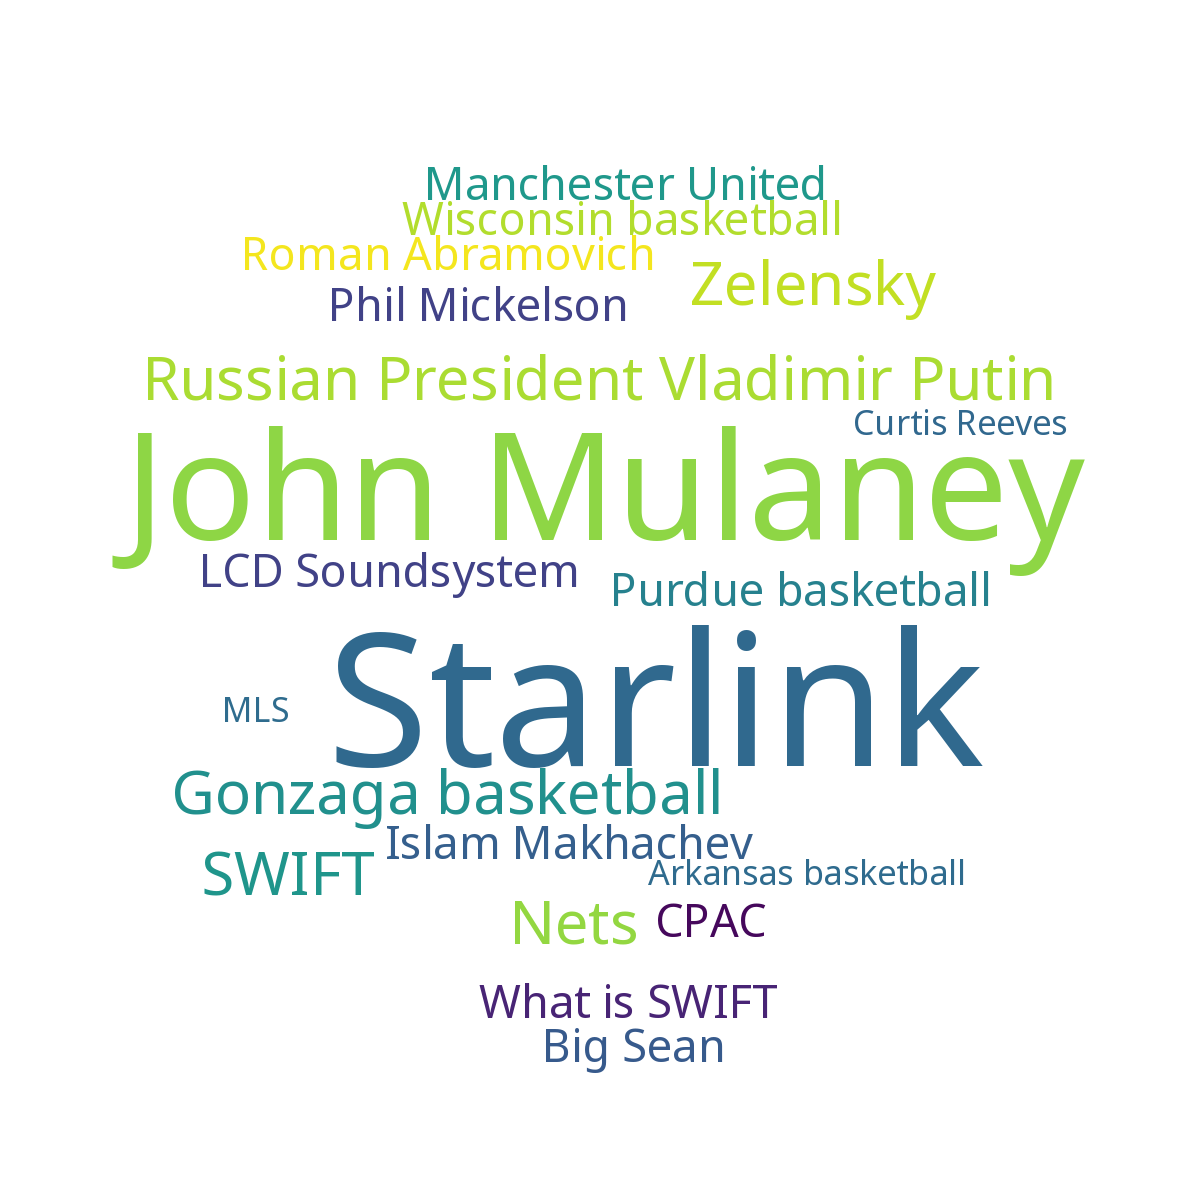 Manchester United
Wisconsin basketball
Roman Abramovich
Zelensky
Phil Mickelson
Russian President Vladimir Putin
Curtis Reeves
John Mulaney
LCD Soundsystem
Purdue basketball
Starlink
MLS
Gonzaga basketball
Islam Makhachev
SWIFT
Arkansas basketball
Nets
CPAC
What is SWIFT
Big Sean